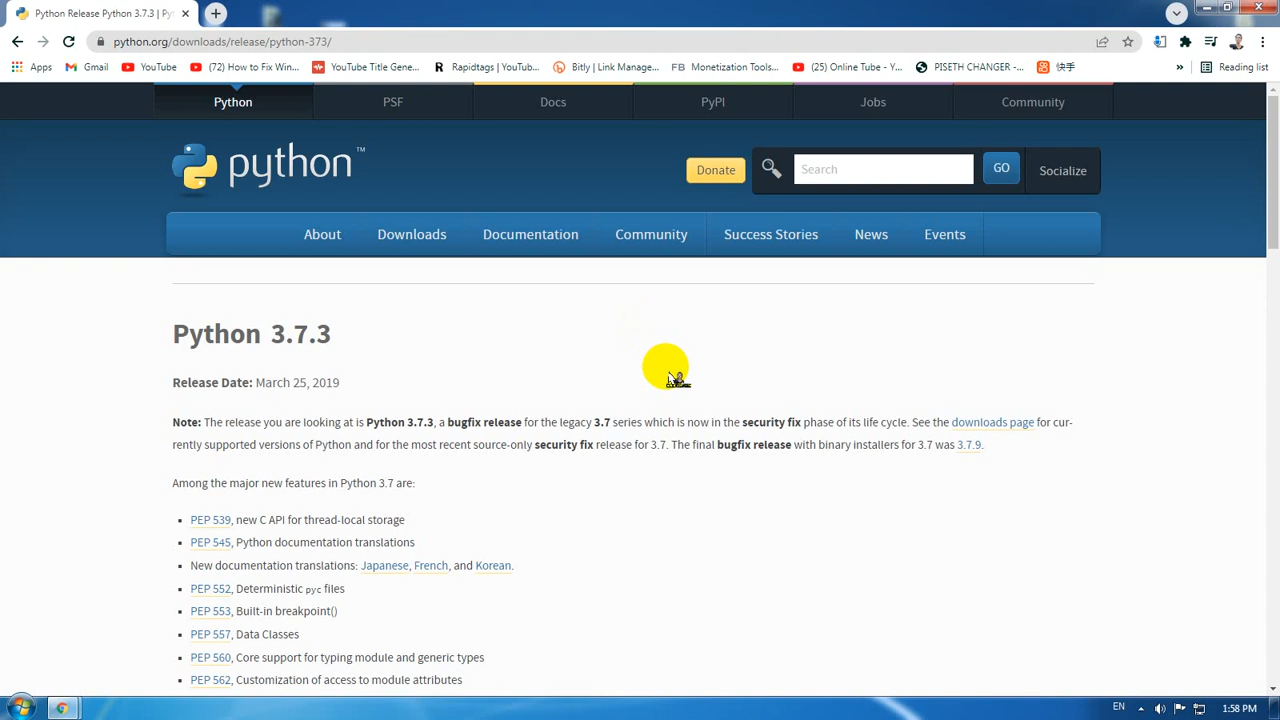 Python Release Python 3.7.3 | Py
python.org/downloads/release/python-373/
Apps Gmail YouTube (72) How to Fix Win... YouTube Title Gene... Rapidtags | YouTub... Bitly | Link Manage... FB Monetization Tools... (25) Online Tube - Y... PISETH CHANGER -... 快手 » Reading list
Python PSF Docs PyPI Jobs Community
python™
Donate Search GO Socialize
About Downloads Documentation Community Success Stories News Events
Python 3.7.3
Release Date: March 25, 2019
Note: The release you are looking at is Python 3.7.3, a bugfix release for the legacy 3.7 series which is now in the security fix phase of its life cycle. See the downloads page for cur-
rently supported versions of Python and for the most recent source-only security fix release for 3.7. The final bugfix release with binary installers for 3.7 was 3.7.9.
Among the major new features in Python 3.7 are:
▪ PEP 539, new C API for thread-local storage
▪ PEP 545, Python documentation translations
▪ New documentation translations: Japanese, French, and Korean.
▪ PEP 552, Deterministic pyc files
▪ PEP 553, Built-in breakpoint()
▪ PEP 557, Data Classes
▪ PEP 560, Core support for typing module and generic types
▪ PEP 562, Customization of access to module attributes
EN 1:58 PM